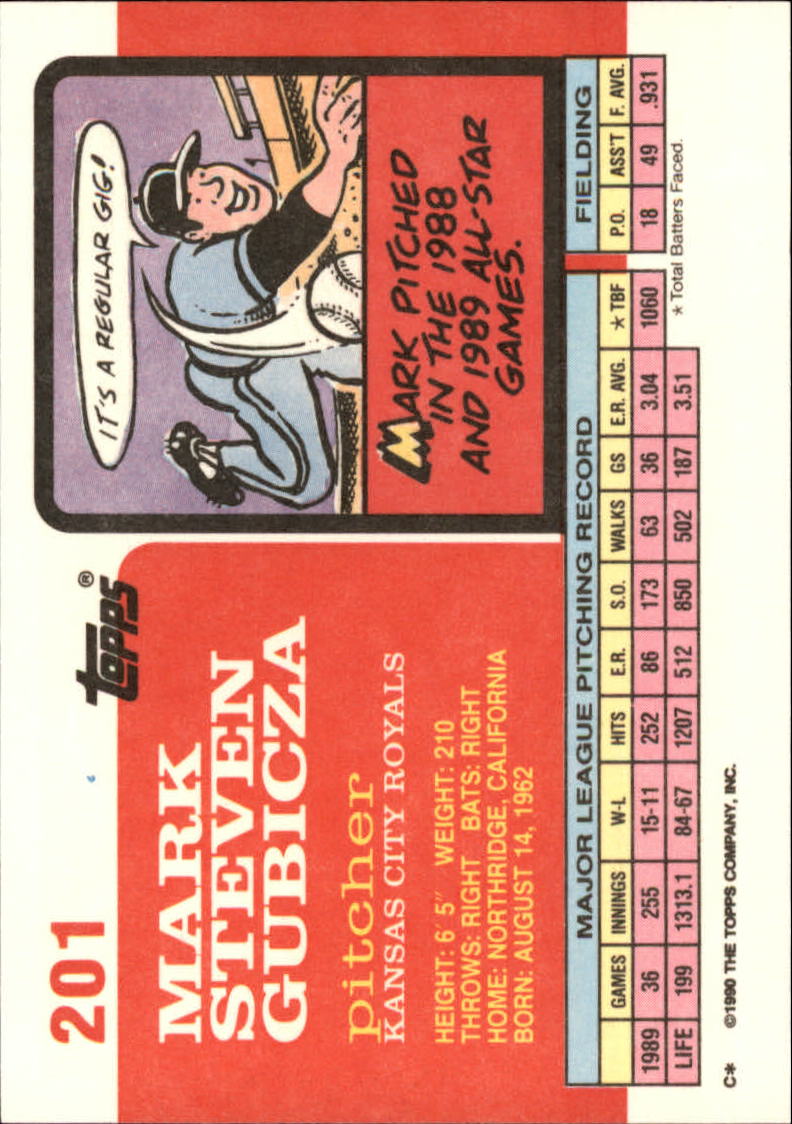 201
topps®
MARK
STEVEN
GUBICZA
pitcher
KANSAS CITY ROYALS
HEIGHT: 6' 5" WEIGHT: 210
THROWS: RIGHT BATS: RIGHT
HOME: NORTHRIDGE, CALIFORNIA
BORN: AUGUST 14, 1962
IT'S A REGULAR GIG!
MARK PITCHED
IN THE 1988
AND 1989 ALL-STAR
GAMES.
MAJOR LEAGUE PITCHING RECORD FIELDING
GAMES INNINGS W-L HITS E.R. S.O. WALKS GS E.R. AVG. ★TBF P.O. ASS'T F. AVG.
1989 36 255 15-11 252 86 173 63 36 3.04 1060 18 49 .931
LIFE 199 1313.1 84-67 1207 512 850 502 187 3.51 ★Total Batters Faced.
C* ©1990 THE TOPPS COMPANY, INC.